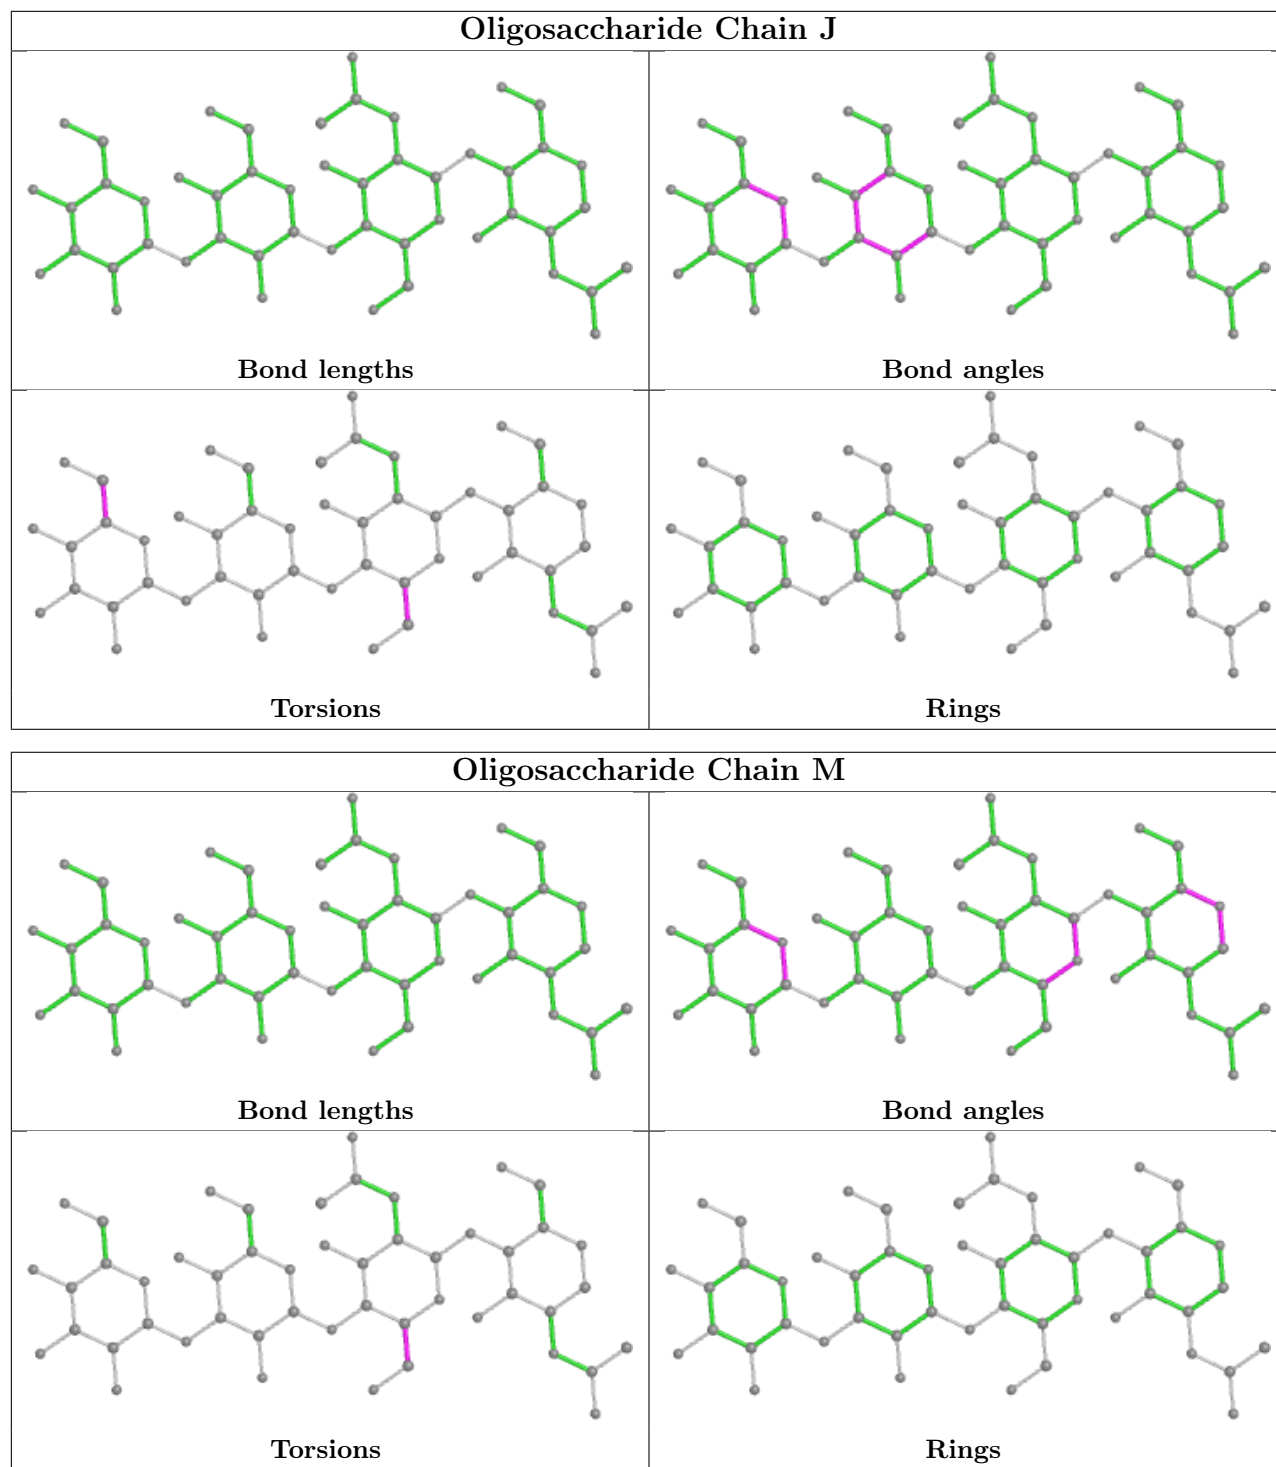 Oligosaccharide Chain J
Bond lengths
Bond angles
Torsions
Rings
Oligosaccharide Chain M
Bond lengths
Bond angles
Torsions
Rings